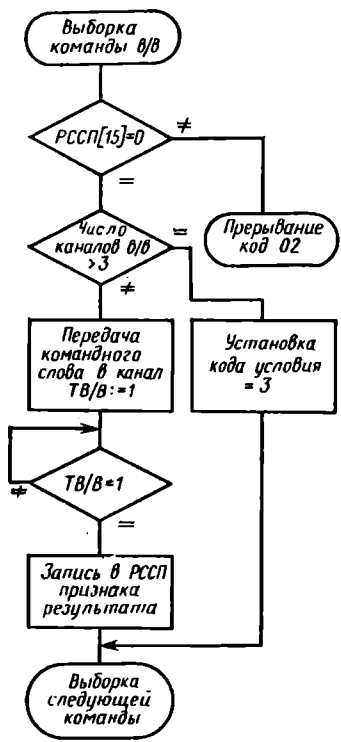 Выборка
команды в/в
РССП[15]=0
≠
=
Прерывание
код 02
Число
каналов в/в
>3
=
≠
Передача
командного
слова в канал
ТВ/В:=1
Установка
кода условия
= 3
ТВ/В=1
≠
=
Запись в РССП
признака
результата
Выборка
следующей
команды